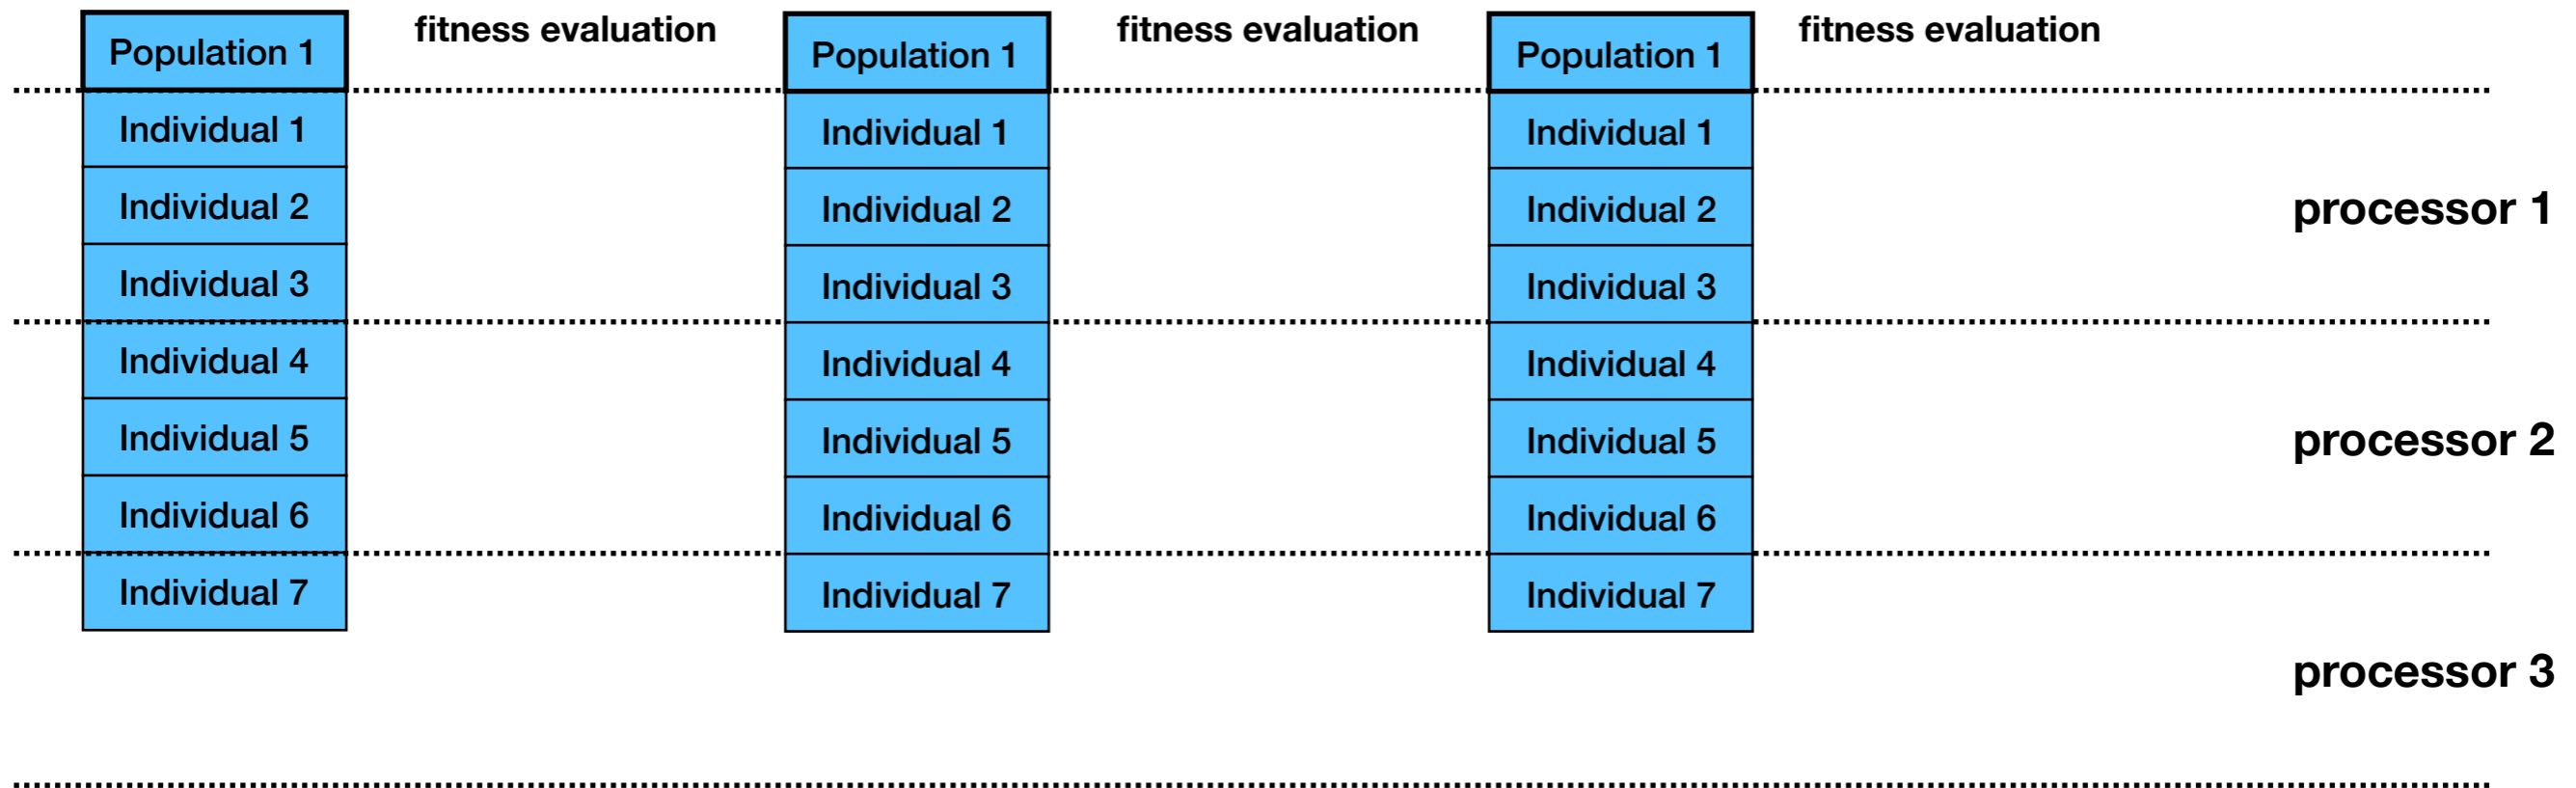 Population 1
fitness evaluation
Population 1
fitness evaluation
Population 1
fitness evaluation
Individual 1
Individual 1
Individual 1
Individual 2
Individual 2
Individual 2
processor 1
Individual 3
Individual 3
Individual 3
Individual 4
Individual 4
Individual 4
Individual 5
Individual 5
Individual 5
processor 2
Individual 6
Individual 6
Individual 6
Individual 7
Individual 7
Individual 7
processor 3